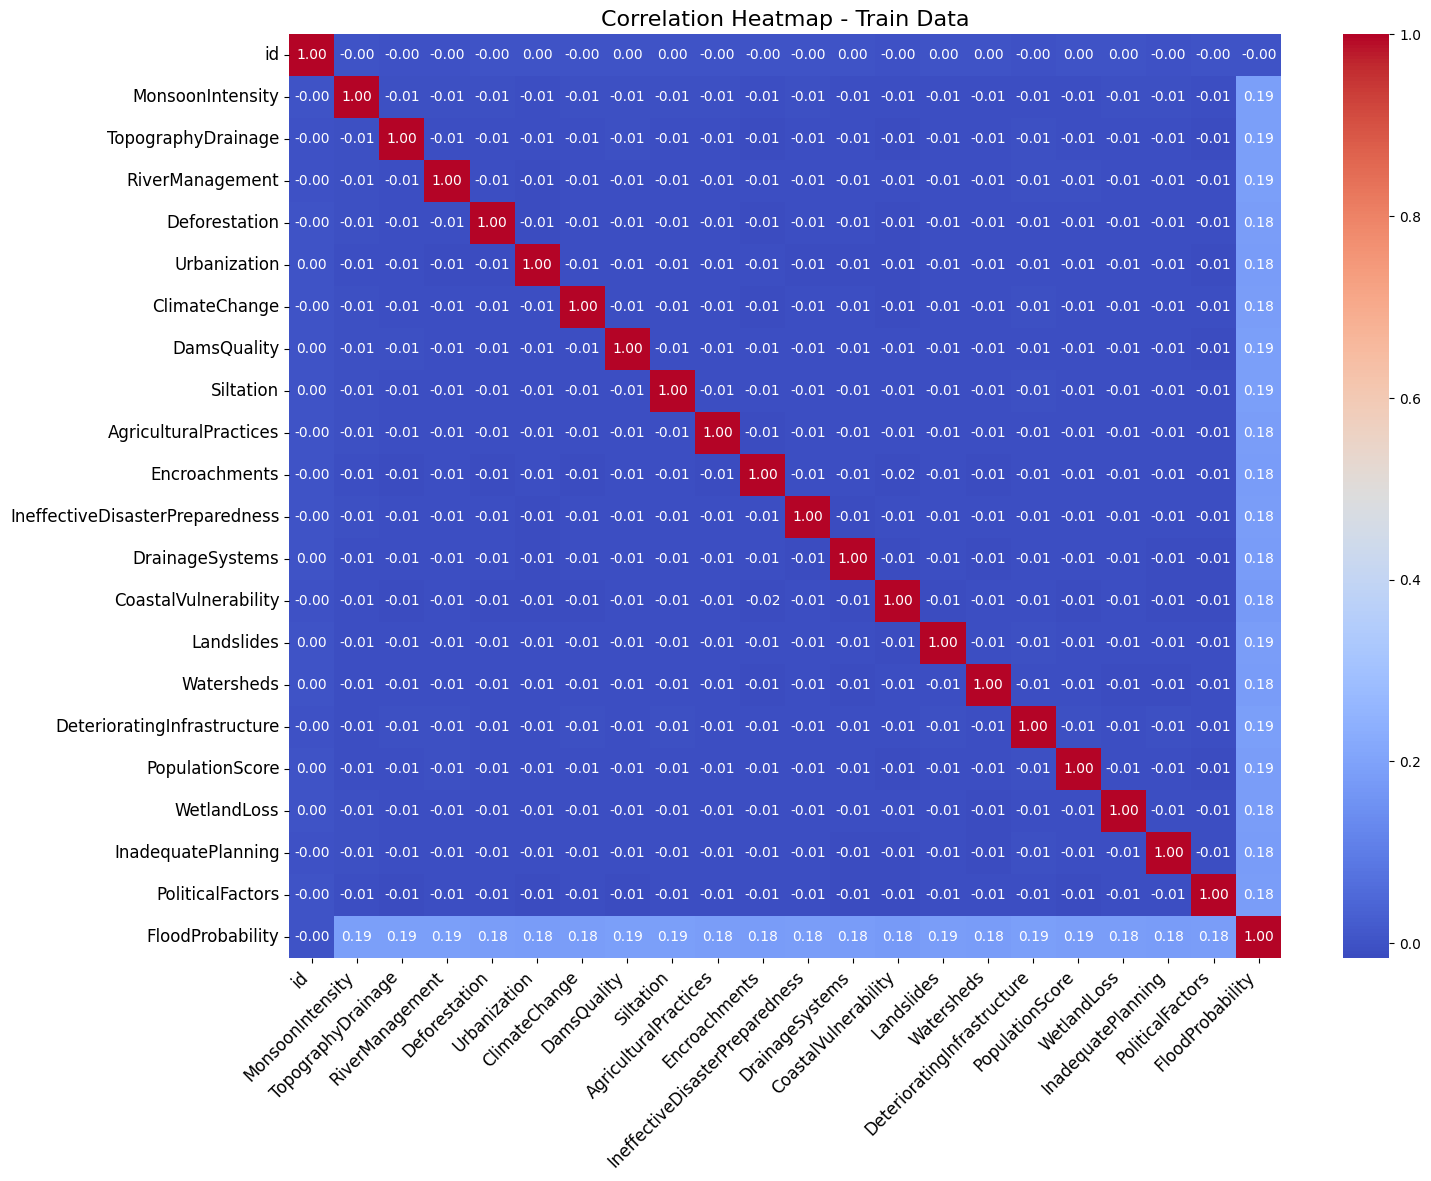 Correlation Heatmap - Train Data
id 1.00 -0.00 -0.00 -0.00 -0.00 0.00 -0.00 0.00 0.00 -0.00 -0.00 -0.00 0.00 -0.00 0.00 0.00 -0.00 0.00 0.00 -0.00 -0.00 -0.00
MonsoonIntensity -0.00 1.00 -0.01 -0.01 -0.01 -0.01 -0.01 -0.01 -0.01 -0.01 -0.01 -0.01 -0.01 -0.01 -0.01 -0.01 -0.01 -0.01 -0.01 -0.01 -0.01 0.19
TopographyDrainage -0.00 -0.01 1.00 -0.01 -0.01 -0.01 -0.01 -0.01 -0.01 -0.01 -0.01 -0.01 -0.01 -0.01 -0.01 -0.01 -0.01 -0.01 -0.01 -0.01 -0.01 0.19
RiverManagement -0.00 -0.01 -0.01 1.00 -0.01 -0.01 -0.01 -0.01 -0.01 -0.01 -0.01 -0.01 -0.01 -0.01 -0.01 -0.01 -0.01 -0.01 -0.01 -0.01 -0.01 0.19
Deforestation -0.00 -0.01 -0.01 -0.01 1.00 -0.01 -0.01 -0.01 -0.01 -0.01 -0.01 -0.01 -0.01 -0.01 -0.01 -0.01 -0.01 -0.01 -0.01 -0.01 -0.01 0.18
Urbanization 0.00 -0.01 -0.01 -0.01 -0.01 1.00 -0.01 -0.01 -0.01 -0.01 -0.01 -0.01 -0.01 -0.01 -0.01 -0.01 -0.01 -0.01 -0.01 -0.01 -0.01 0.18
ClimateChange -0.00 -0.01 -0.01 -0.01 -0.01 -0.01 1.00 -0.01 -0.01 -0.01 -0.01 -0.01 -0.01 -0.01 -0.01 -0.01 -0.01 -0.01 -0.01 -0.01 -0.01 0.18
DamsQuality 0.00 -0.01 -0.01 -0.01 -0.01 -0.01 -0.01 1.00 -0.01 -0.01 -0.01 -0.01 -0.01 -0.01 -0.01 -0.01 -0.01 -0.01 -0.01 -0.01 -0.01 0.19
Siltation 0.00 -0.01 -0.01 -0.01 -0.01 -0.01 -0.01 -0.01 1.00 -0.01 -0.01 -0.01 -0.01 -0.01 -0.01 -0.01 -0.01 -0.01 -0.01 -0.01 -0.01 0.19
AgriculturalPractices -0.00 -0.01 -0.01 -0.01 -0.01 -0.01 -0.01 -0.01 -0.01 1.00 -0.01 -0.01 -0.01 -0.01 -0.01 -0.01 -0.01 -0.01 -0.01 -0.01 -0.01 0.18
Encroachments -0.00 -0.01 -0.01 -0.01 -0.01 -0.01 -0.01 -0.01 -0.01 -0.01 1.00 -0.01 -0.01 -0.02 -0.01 -0.01 -0.01 -0.01 -0.01 -0.01 -0.01 0.18
IneffectiveDisasterPreparedness -0.00 -0.01 -0.01 -0.01 -0.01 -0.01 -0.01 -0.01 -0.01 -0.01 -0.01 1.00 -0.01 -0.01 -0.01 -0.01 -0.01 -0.01 -0.01 -0.01 -0.01 0.18
DrainageSystems 0.00 -0.01 -0.01 -0.01 -0.01 -0.01 -0.01 -0.01 -0.01 -0.01 -0.01 -0.01 1.00 -0.01 -0.01 -0.01 -0.01 -0.01 -0.01 -0.01 -0.01 0.18
CoastalVulnerability -0.00 -0.01 -0.01 -0.01 -0.01 -0.01 -0.01 -0.01 -0.01 -0.01 -0.02 -0.01 -0.01 1.00 -0.01 -0.01 -0.01 -0.01 -0.01 -0.01 -0.01 0.18
Landslides 0.00 -0.01 -0.01 -0.01 -0.01 -0.01 -0.01 -0.01 -0.01 -0.01 -0.01 -0.01 -0.01 -0.01 1.00 -0.01 -0.01 -0.01 -0.01 -0.01 -0.01 0.19
Watersheds 0.00 -0.01 -0.01 -0.01 -0.01 -0.01 -0.01 -0.01 -0.01 -0.01 -0.01 -0.01 -0.01 -0.01 -0.01 1.00 -0.01 -0.01 -0.01 -0.01 -0.01 0.18
DeterioratingInfrastructure -0.00 -0.01 -0.01 -0.01 -0.01 -0.01 -0.01 -0.01 -0.01 -0.01 -0.01 -0.01 -0.01 -0.01 -0.01 -0.01 1.00 -0.01 -0.01 -0.01 -0.01 0.19
PopulationScore 0.00 -0.01 -0.01 -0.01 -0.01 -0.01 -0.01 -0.01 -0.01 -0.01 -0.01 -0.01 -0.01 -0.01 -0.01 -0.01 -0.01 1.00 -0.01 -0.01 -0.01 0.19
WetlandLoss 0.00 -0.01 -0.01 -0.01 -0.01 -0.01 -0.01 -0.01 -0.01 -0.01 -0.01 -0.01 -0.01 -0.01 -0.01 -0.01 -0.01 -0.01 1.00 -0.01 -0.01 0.18
InadequatePlanning -0.00 -0.01 -0.01 -0.01 -0.01 -0.01 -0.01 -0.01 -0.01 -0.01 -0.01 -0.01 -0.01 -0.01 -0.01 -0.01 -0.01 -0.01 -0.01 1.00 -0.01 0.18
PoliticalFactors -0.00 -0.01 -0.01 -0.01 -0.01 -0.01 -0.01 -0.01 -0.01 -0.01 -0.01 -0.01 -0.01 -0.01 -0.01 -0.01 -0.01 -0.01 -0.01 -0.01 1.00 0.18
FloodProbability -0.00 0.19 0.19 0.19 0.18 0.18 0.18 0.19 0.19 0.18 0.18 0.18 0.18 0.18 0.19 0.18 0.19 0.19 0.18 0.18 0.18 1.00
id
MonsoonIntensity
TopographyDrainage
RiverManagement
Deforestation
Urbanization
ClimateChange
DamsQuality
Siltation
AgriculturalPractices
Encroachments
IneffectiveDisasterPreparedness
DrainageSystems
CoastalVulnerability
Landslides
Watersheds
DeterioratingInfrastructure
PopulationScore
WetlandLoss
InadequatePlanning
PoliticalFactors
FloodProbability
1.0
0.8
0.6
0.4
0.2
0.0